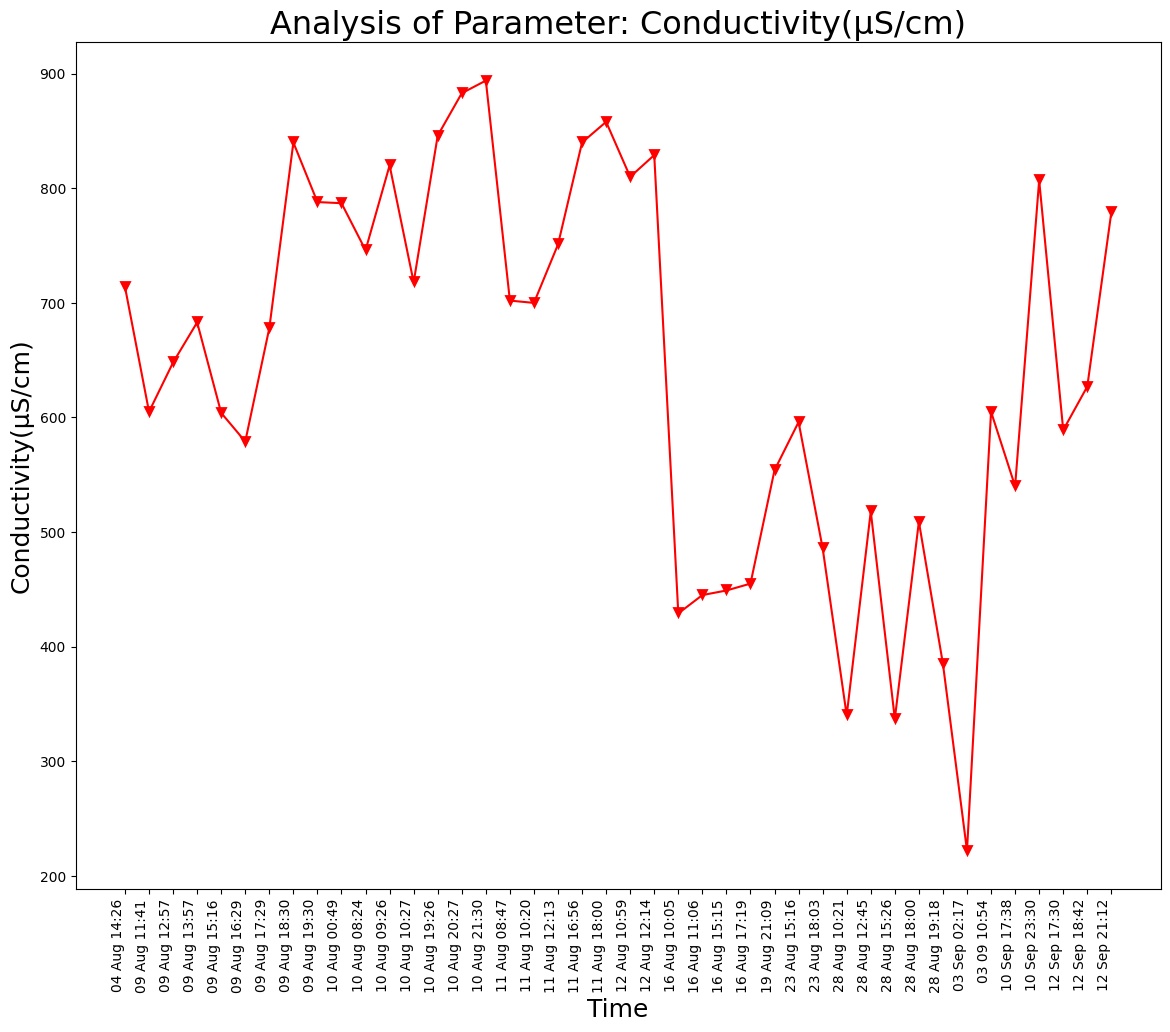 Analysis of Parameter: Conductivity(μS/cm)
Conductivity(μS/cm)
900
800
700
600
500
400
300
200
04 Aug 14:26
09 Aug 11:41
09 Aug 12:57
09 Aug 13:57
09 Aug 15:16
09 Aug 16:29
09 Aug 17:29
09 Aug 18:30
09 Aug 19:30
10 Aug 00:49
10 Aug 08:24
10 Aug 09:26
10 Aug 10:27
10 Aug 19:26
10 Aug 20:27
10 Aug 21:30
11 Aug 08:47
11 Aug 10:20
11 Aug 12:13
11 Aug 16:56
11 Aug 18:00
12 Aug 10:59
12 Aug 12:14
16 Aug 10:05
16 Aug 11:06
16 Aug 15:15
16 Aug 17:19
19 Aug 21:09
23 Aug 15:16
23 Aug 18:03
28 Aug 10:21
28 Aug 12:45
28 Aug 15:26
28 Aug 18:00
28 Aug 19:18
03 Sep 02:17
03 09 10:54
10 Sep 17:38
10 Sep 23:30
12 Sep 17:30
12 Sep 18:42
12 Sep 21:12
Time